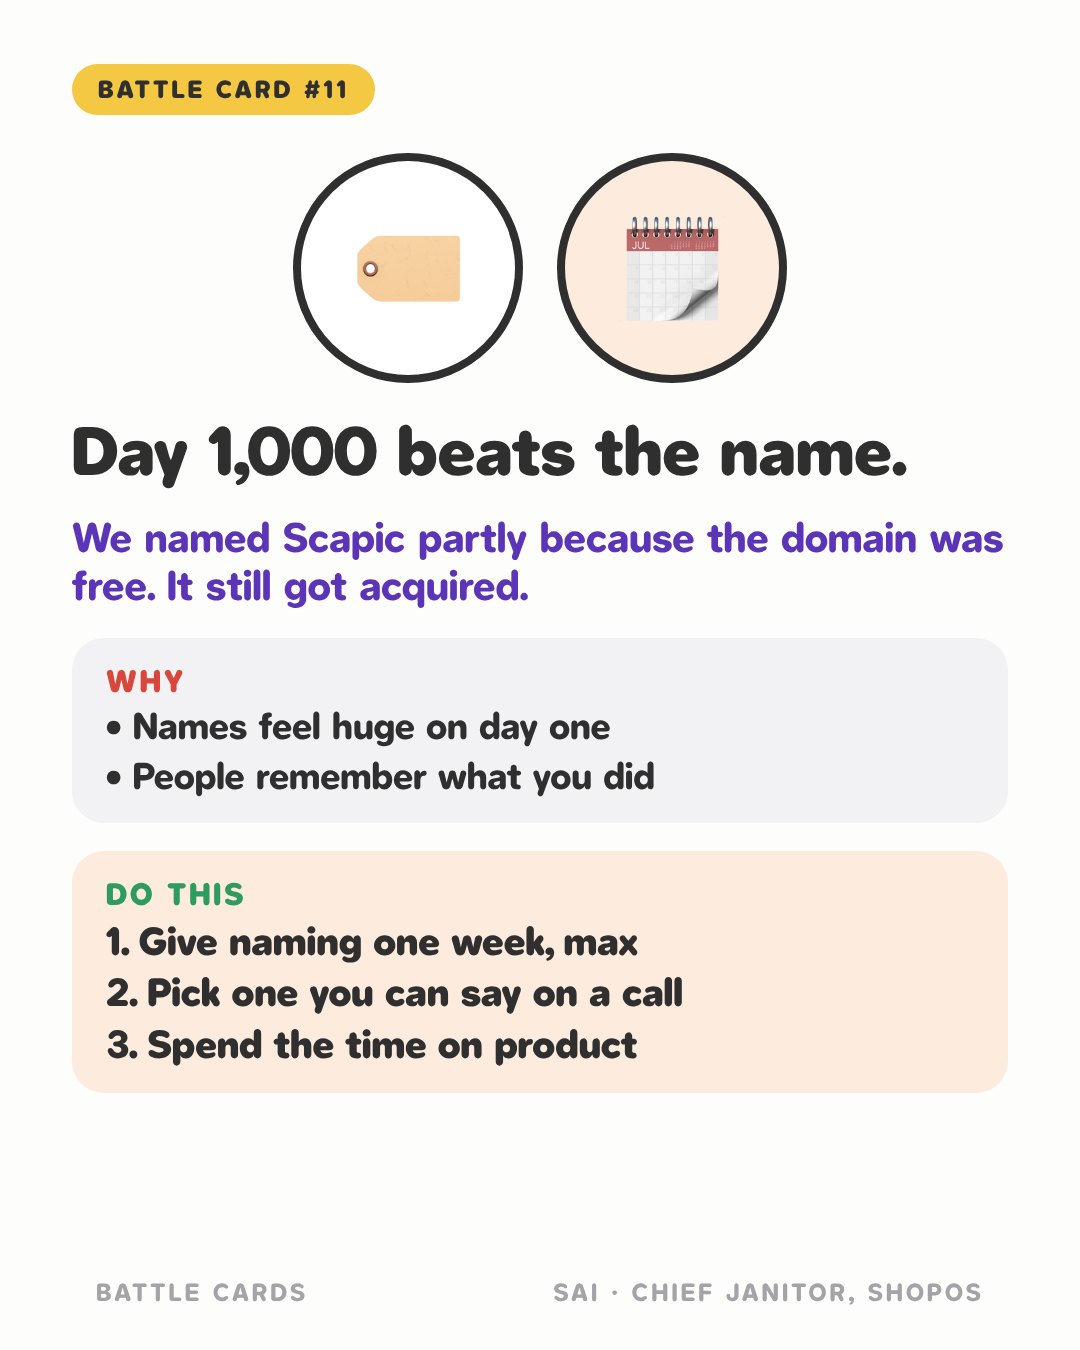 BATTLE CARD #11
JUL
Day 1,000 beats the name.
We named Scapic partly because the domain was
free. It still got acquired.
WHY
• Names feel huge on day one
• People remember what you did
DO THIS
1. Give naming one week, max
2. Pick one you can say on a call
3. Spend the time on product
BATTLE CARDS
SAI · CHIEF JANITOR, SHOPOS